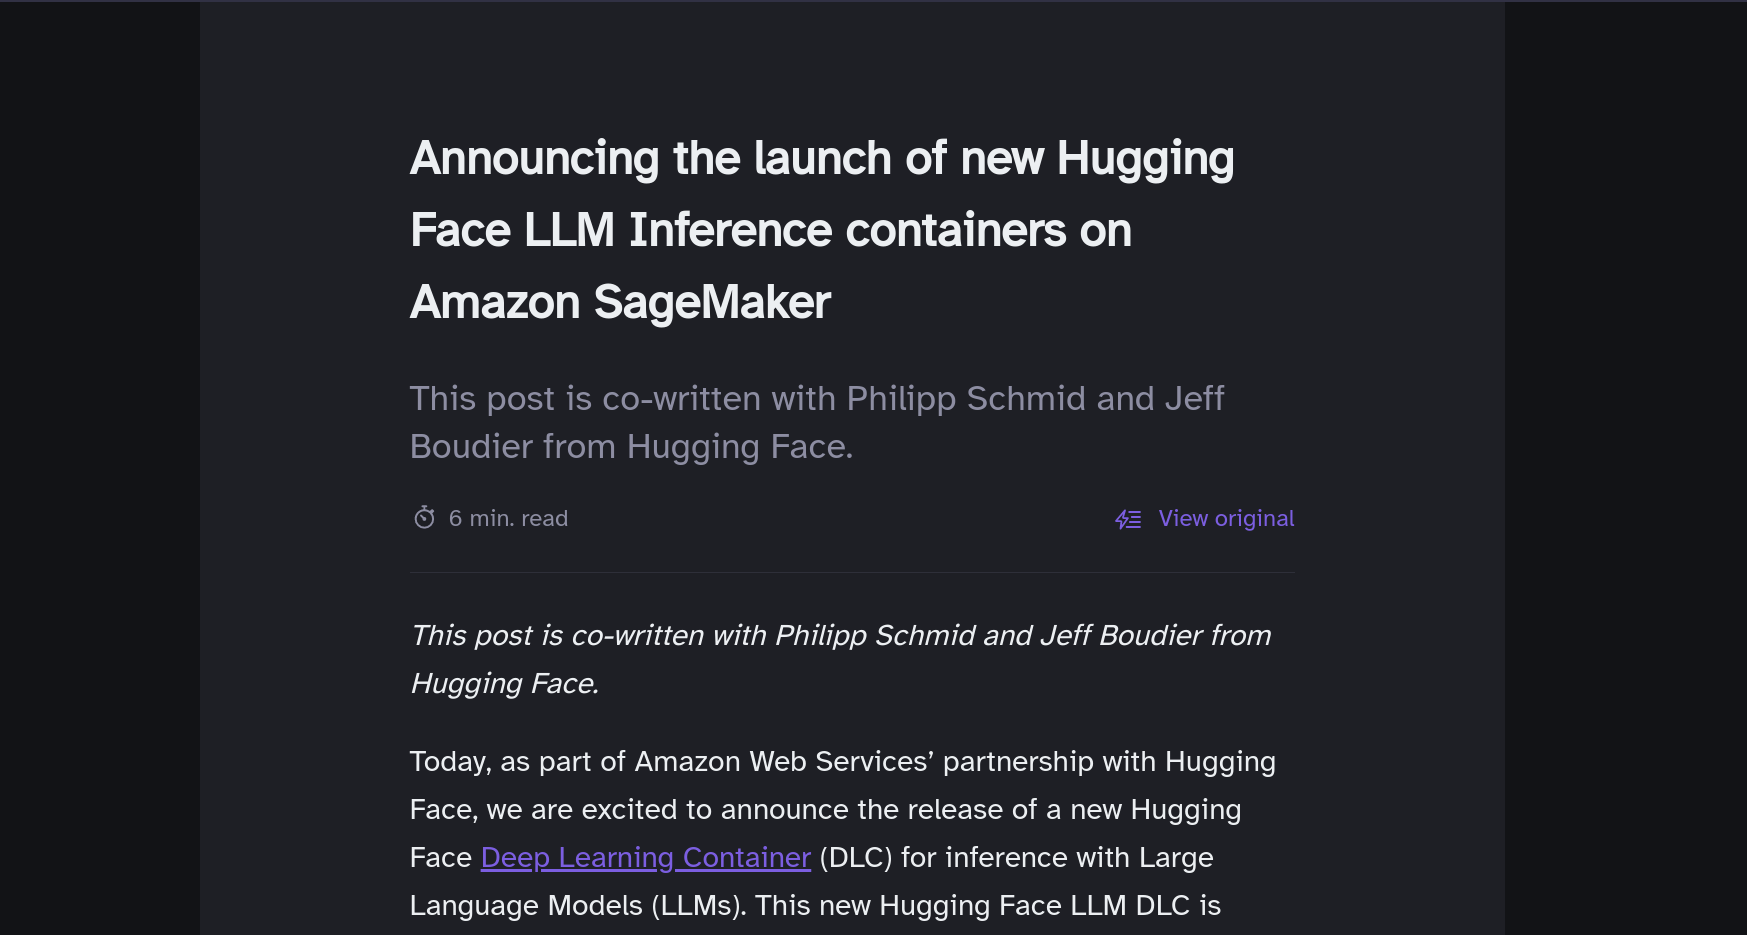 Announcing the launch of new Hugging
Face LLM Inference containers on
Amazon SageMaker
This post is co-written with Philipp Schmid and Jeff
Boudier from Hugging Face.
6 min. read
View original
This post is co-written with Philipp Schmid and Jeff Boudier from
Hugging Face.
Today, as part of Amazon Web Services’ partnership with Hugging
Face, we are excited to announce the release of a new Hugging
Face Deep Learning Container (DLC) for inference with Large
Language Models (LLMs). This new Hugging Face LLM DLC is